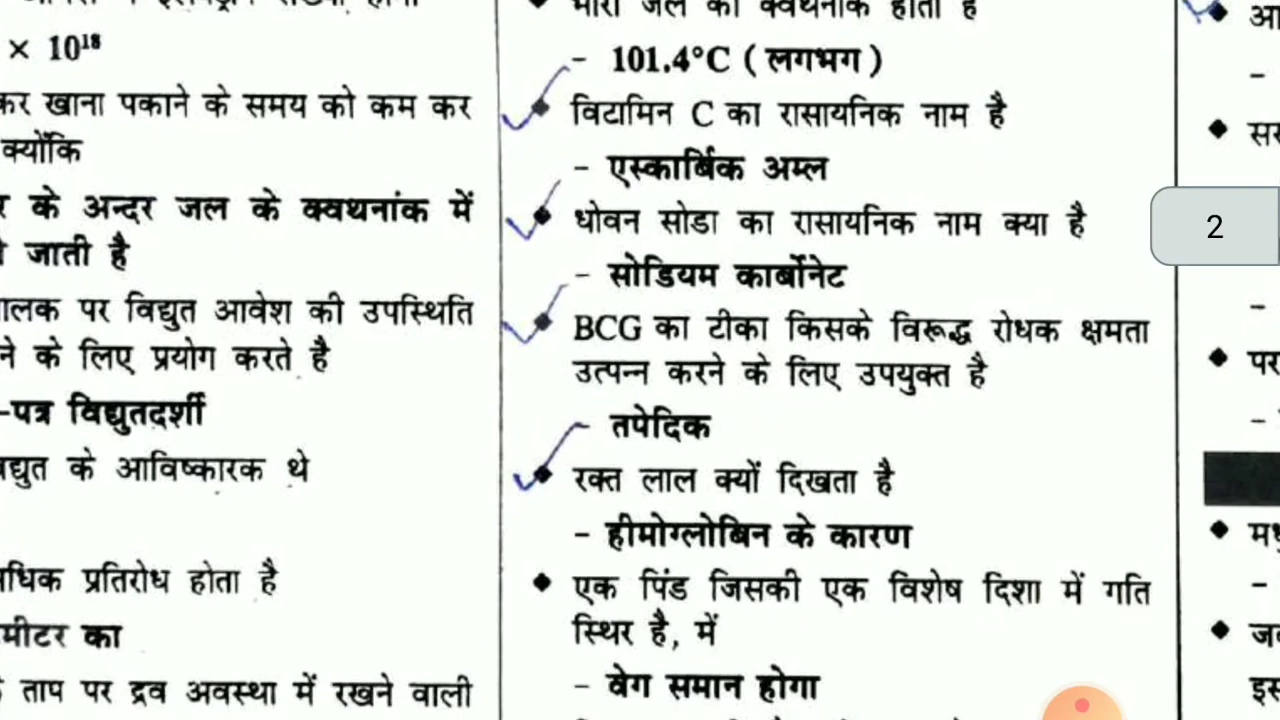 × 10¹⁸
कर खाना पकाने के समय को कम कर
क्योंकि
के अन्दर जल के क्वथनांक में
जाती है
पर विद्युत आवेश की उपस्थिति
ने के लिए प्रयोग करते है
-पत्र विद्युतदर्शी
के आविष्कारक थे
प्रतिरोध होता है
मीटर का
ताप पर द्रव अवस्था में रखने वाली
भारी जल का क्वथनांक होता है
- 101.4°C ( लगभग )
◆ विटामिन C का रासायनिक नाम है
- एस्कार्बिक अम्ल
◆ धोवन सोडा का रासायनिक नाम क्या है
- सोडियम कार्बोनेट
◆ BCG का टीका किसके विरूद्ध रोधक क्षमता
उत्पन्न करने के लिए उपयुक्त है
- तपेदिक
◆ रक्त लाल क्यों दिखता है
- हीमोग्लोबिन के कारण
◆ एक पिंड जिसकी एक विशेष दिशा में गति
स्थिर है, में
- वेग समान होगा
2